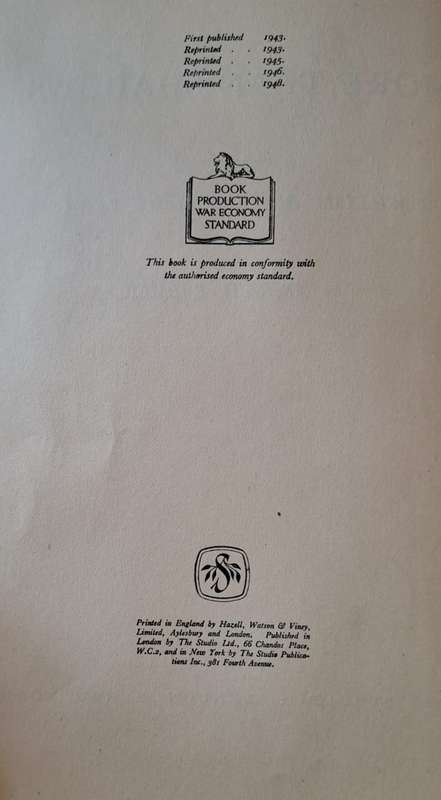 First published 1943.
Reprinted . . 1943.
Reprinted . . 1945.
Reprinted . . 1946.
Reprinted . . 1948.
BOOK
PRODUCTION
WAR ECONOMY
STANDARD
This book is produced in conformity with
the authorised economy standard.
S
Printed in England by Hazell, Watson & Viney,
Limited, Aylesbury and London. Published in
London by The Studio Ltd., 66 Chandos Place,
W.C.2, and in New York by The Studio Publica-
tions Inc., 381 Fourth Avenue.